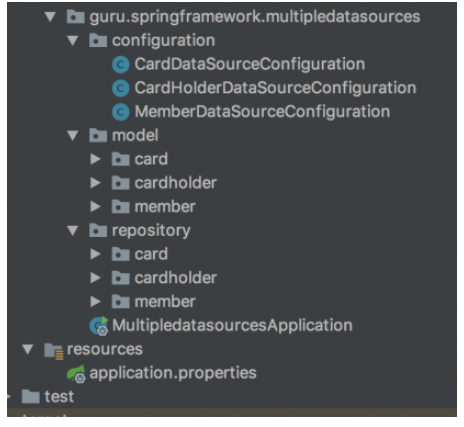 guru.springframework.multipledatasources
configuration
CardDataSourceConfiguration
CardHolderDataSourceConfiguration
MemberDataSourceConfiguration
model
card
cardholder
member
repository
card
cardholder
member
MultipledatasourcesApplication
resources
application.properties
test